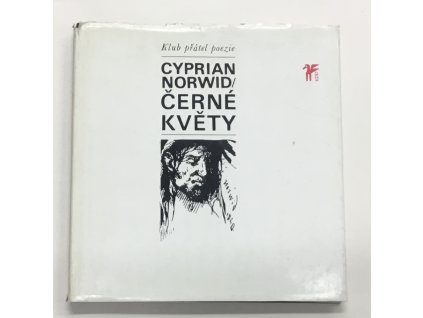 Klub přátel poezie
CYPRIAN
NORWID/
ČERNÉ
KVĚTY